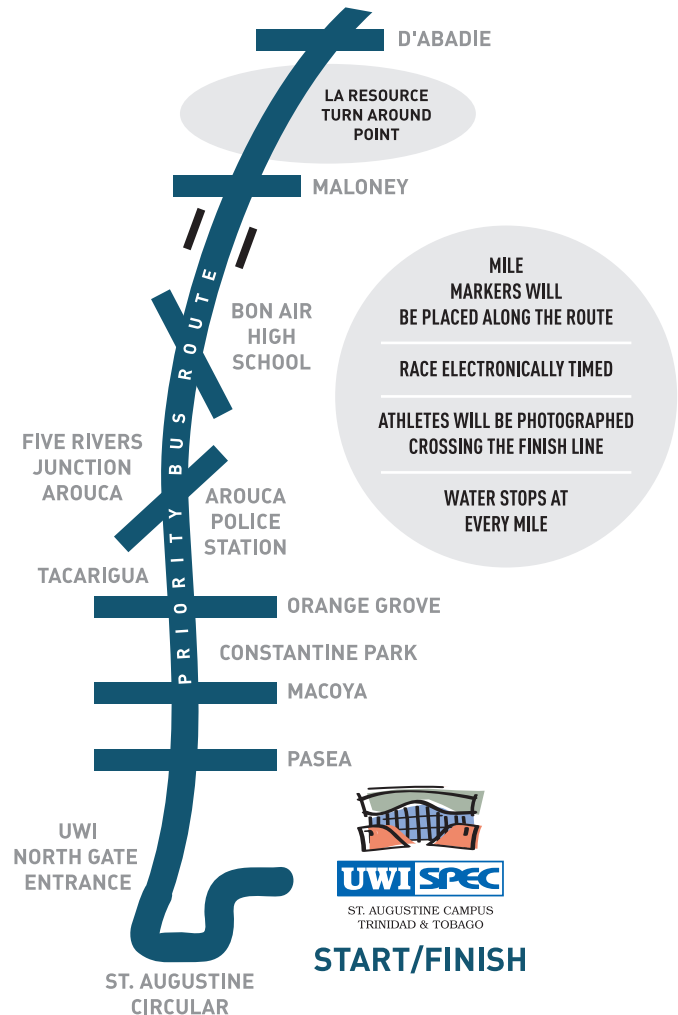 D'ABADIE
LA RESOURCE
TURN AROUND
POINT
MALONEY
MILE
MARKERS WILL
BE PLACED ALONG THE ROUTE
RACE ELECTRONICALLY TIMED
ATHLETES WILL BE PHOTOGRAPHED
CROSSING THE FINISH LINE
WATER STOPS AT
EVERY MILE
BON AIR
HIGH
SCHOOL
PRIORITY BUS ROUTE
FIVE RIVERS
JUNCTION
AROUCA
AROUCA
POLICE
STATION
TACARIGUA
ORANGE GROVE
CONSTANTINE PARK
MACOYA
PASEA
UWI
NORTH GATE
ENTRANCE
UWI SPEC
ST. AUGUSTINE CAMPUS
TRINIDAD & TOBAGO
START/FINISH
ST. AUGUSTINE
CIRCULAR